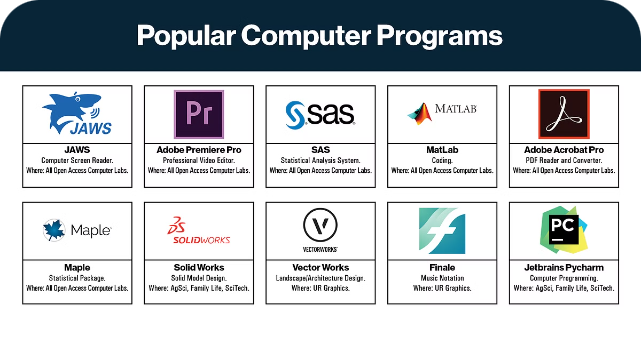 Popular Computer Programs
JAWS
JAWS
Computer Screen Reader.
Where: All Open Access Computer Labs.
Pr
Adobe Premiere Pro
Professional Video Editor.
Where: All Open Access Computer Labs.
sas
SAS
Statistical Analysis System.
Where: All Open Access Computer Labs.
MATLAB
MatLab
Coding.
Where: All Open Access Computer Labs.
Adobe Acrobat Pro
PDF Reader and Converter.
Where: All Open Access Computer Labs.
Maple
Maple
Statistical Package.
Where: All Open Access Computer Labs.
SOLIDWORKS
Solid Works
Solid Model Design.
Where: AgSci, Family Life, SciTech.
VECTORWORKS
Vector Works
Landscape/Architecture Design.
Where: UR Graphics.
Finale
Music Notation
Where: UR Graphics.
PC
Jetbrains Pycharm
Computer Programming.
Where: AgSci, Family Life, SciTech.